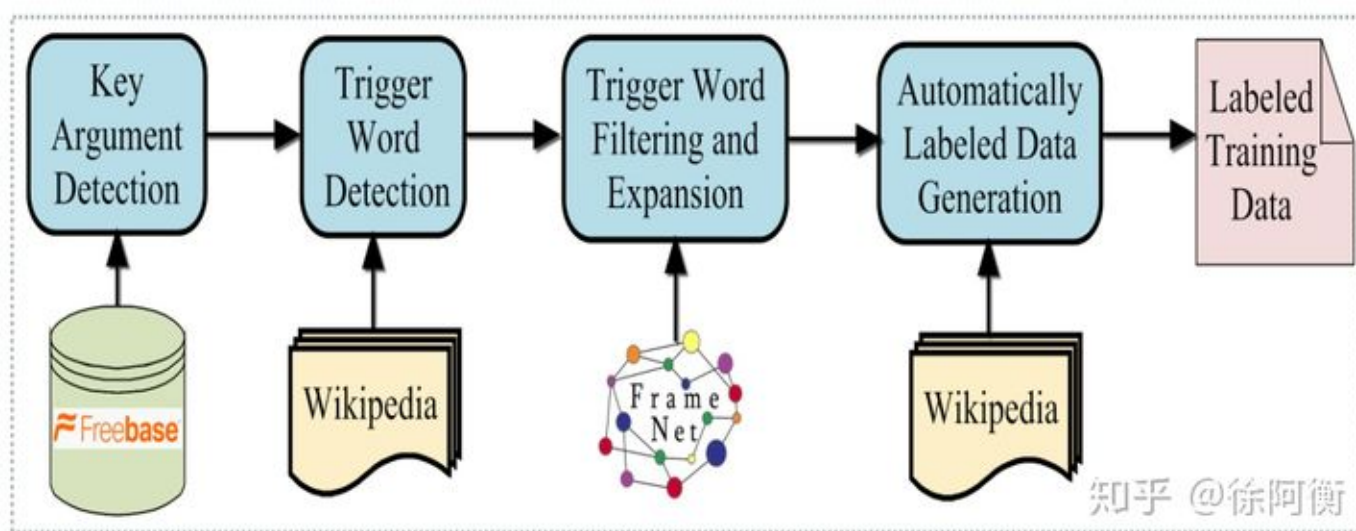 Key
Argument
Detection
Trigger
Word
Detection
Trigger Word
Filtering and
Expansion
Automatically
Labeled Data
Generation
Labeled
Training
Data
Freebase
Wikipedia
Frame
Net
Wikipedia
知乎 @徐阿衡